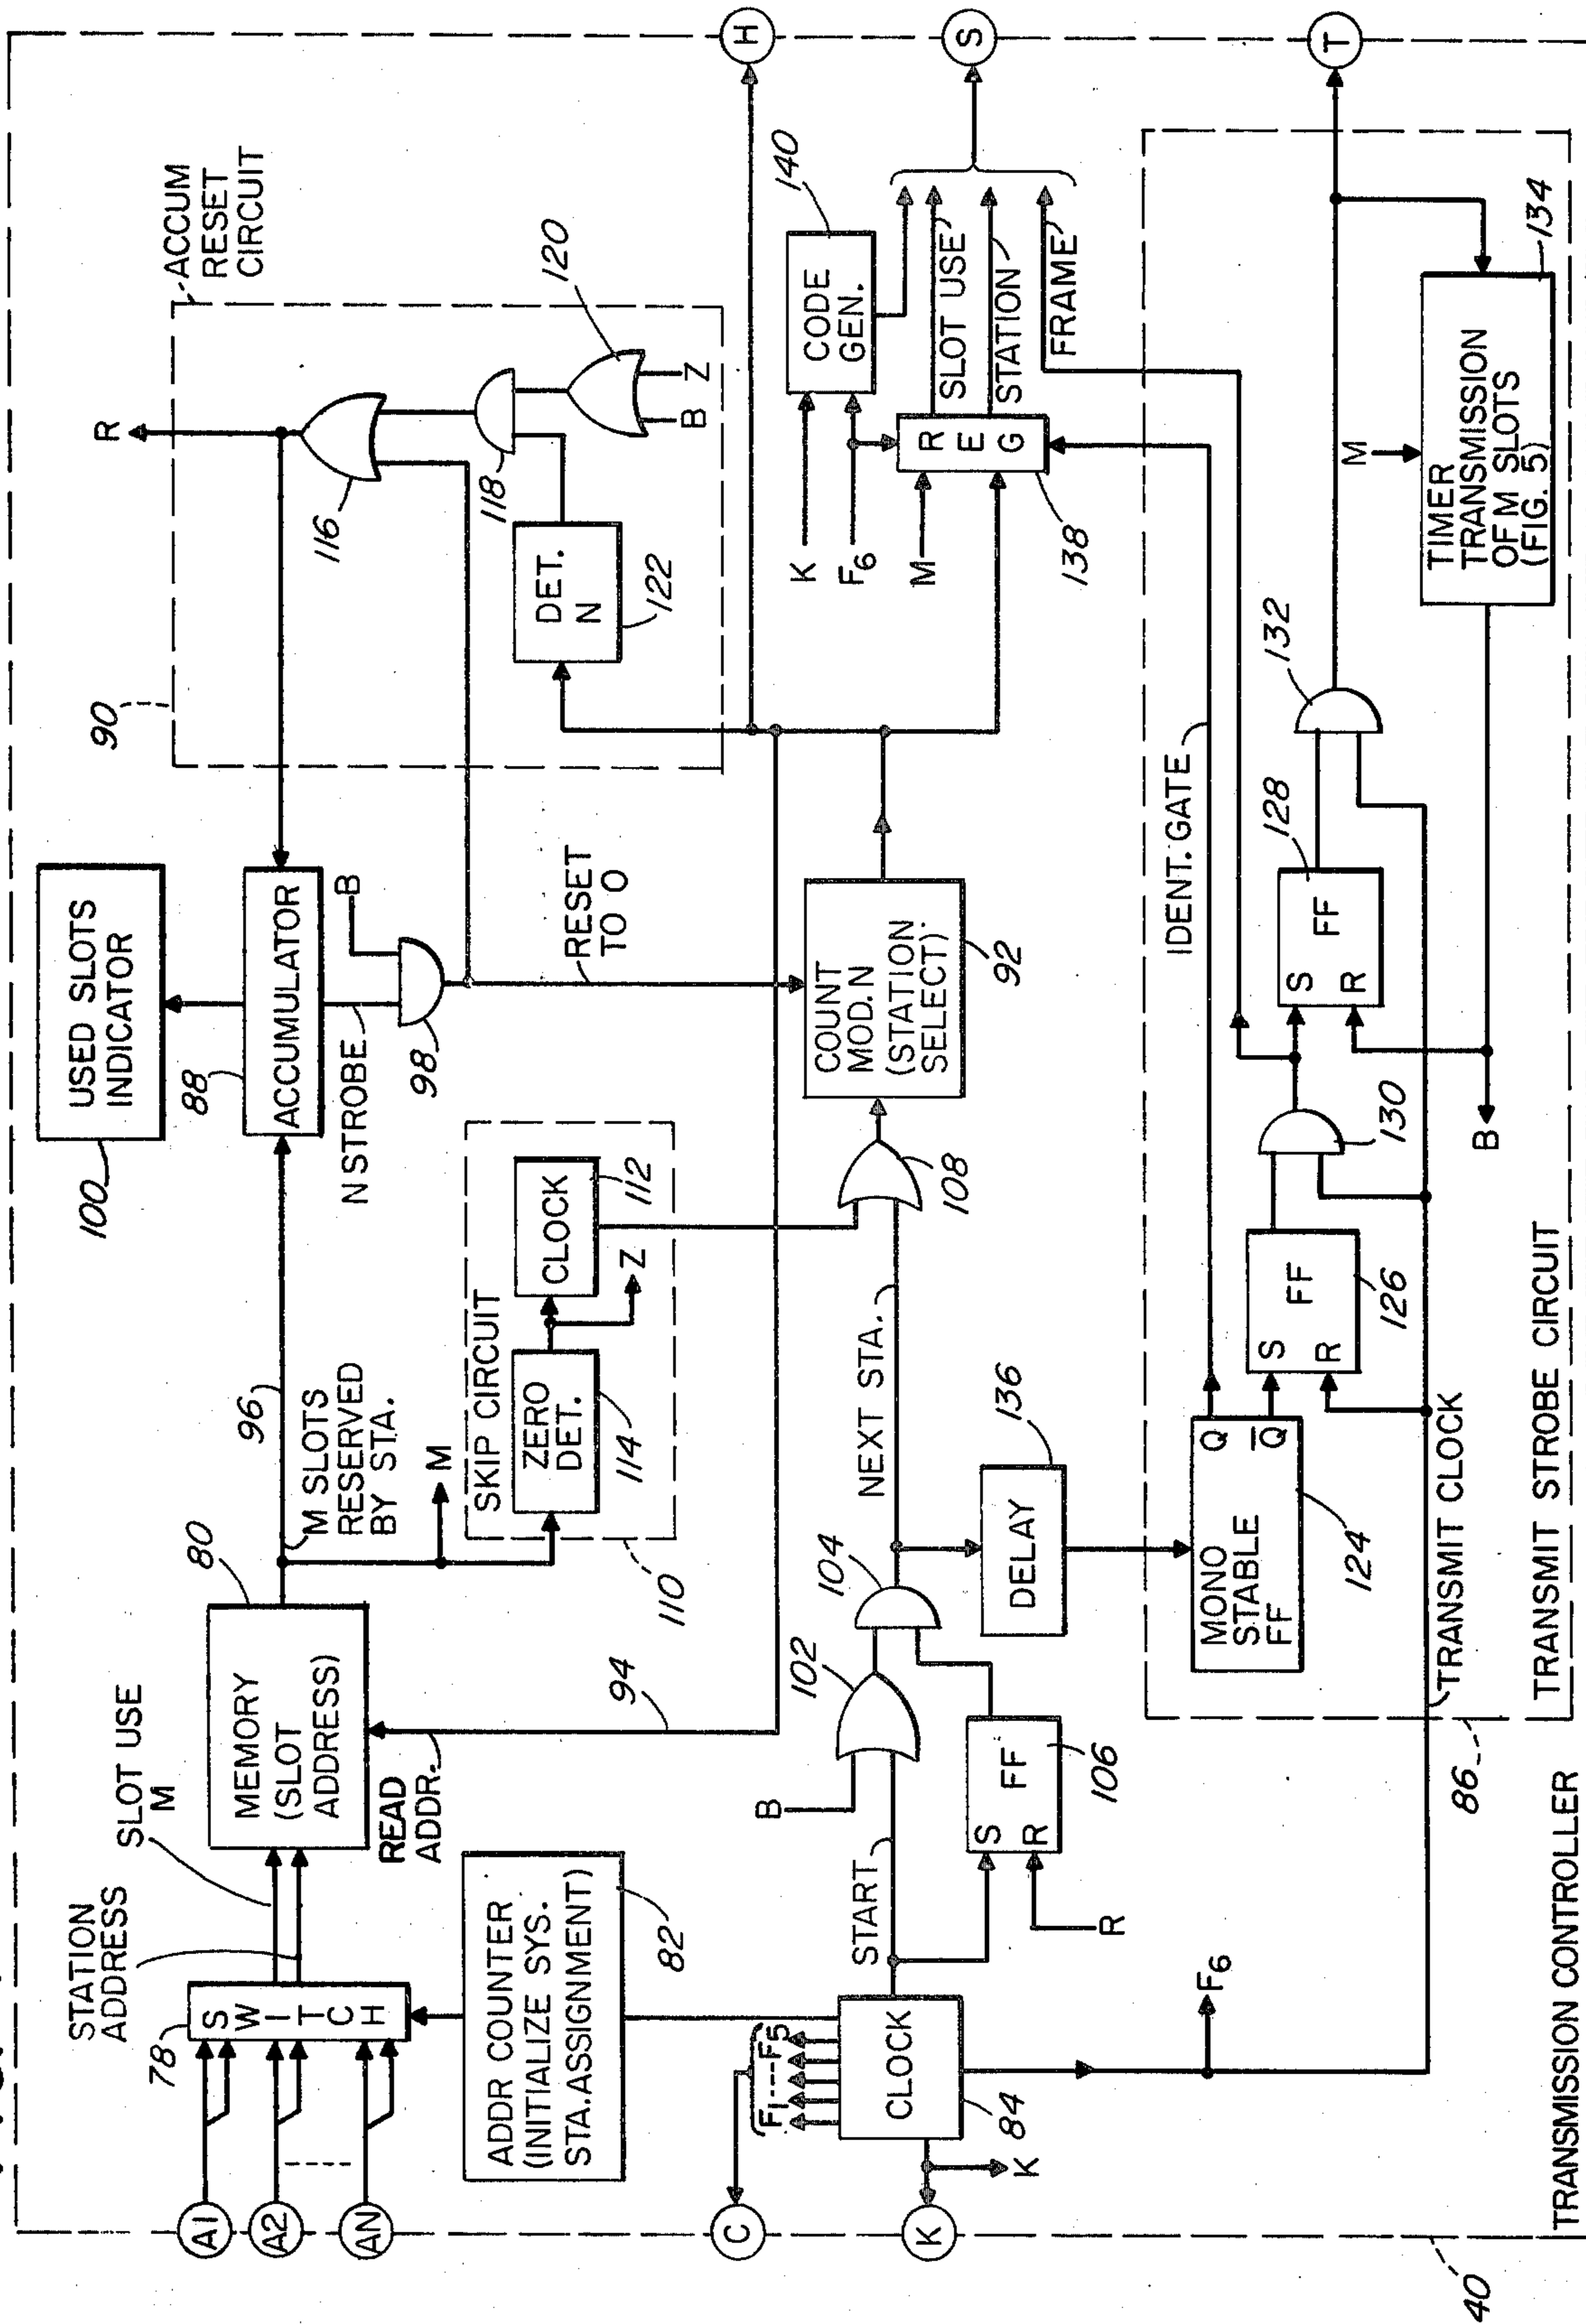 A1
A2
AN
78
SWITCH
STATION
ADDRESS
SLOT USE
M
80
MEMORY
(SLOT
ADDRESS)
READ
ADDR.
94
96
M SLOTS
RESERVED
BY STA.
M
100
USED SLOTS
INDICATOR
88
ACCUMULATOR
N STROBE
B
98
RESET
TO 0
90
ACCUM
RESET
CIRCUIT
R
116
118
120
B
Z
DET.
N
122
SKIP CIRCUIT
ZERO
DET.
114
CLOCK
112
Z
110
ADDR COUNTER
(INITIALIZE SYS.
STA. ASSIGNMENT)
82
C
F1----F5
K
K
CLOCK
84
F6
START
B
102
104
S
R
FF
106
R
NEXT STA.
108
COUNT
MOD. N
(STATION
SELECT)
92
H
K
F6
M
CODE
GEN.
140
REG
138
SLOT USE
STATION
FRAME
S
DELAY
136
IDENT. GATE
MONO
STABLE
FF
Q
Q̅
124
S
R
FF
126
130
S
R
FF
128
132
T
M
TIMER
TRANSMISSION
OF M SLOTS
(FIG. 5)
134
B
TRANSMIT CLOCK
86
TRANSMIT STROBE CIRCUIT
TRANSMISSION CONTROLLER
40